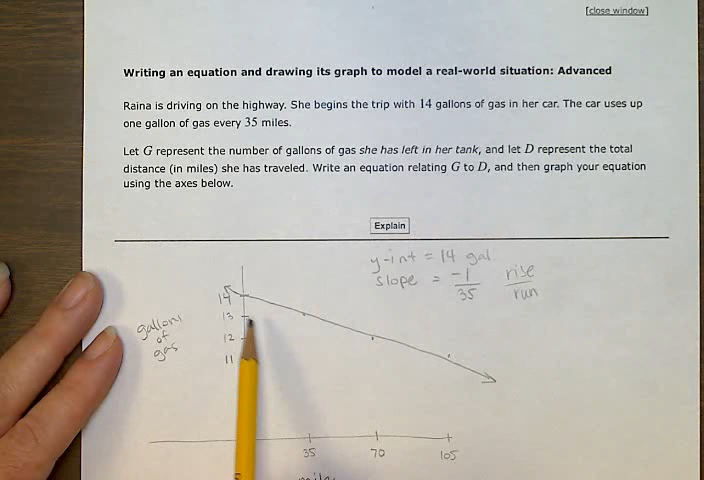 [close window]
Writing an equation and drawing its graph to model a real-world situation: Advanced
Raina is driving on the highway. She begins the trip with 14 gallons of gas in her car. The car uses up
one gallon of gas every 35 miles.
Let G represent the number of gallons of gas she has left in her tank, and let D represent the total
distance (in miles) she has traveled. Write an equation relating G to D, and then graph your equation
using the axes below.
Explain
y-int = 14 gal
slope = -1/35 rise/run
14
13
12
11
gallons
of
gas
35 70 105